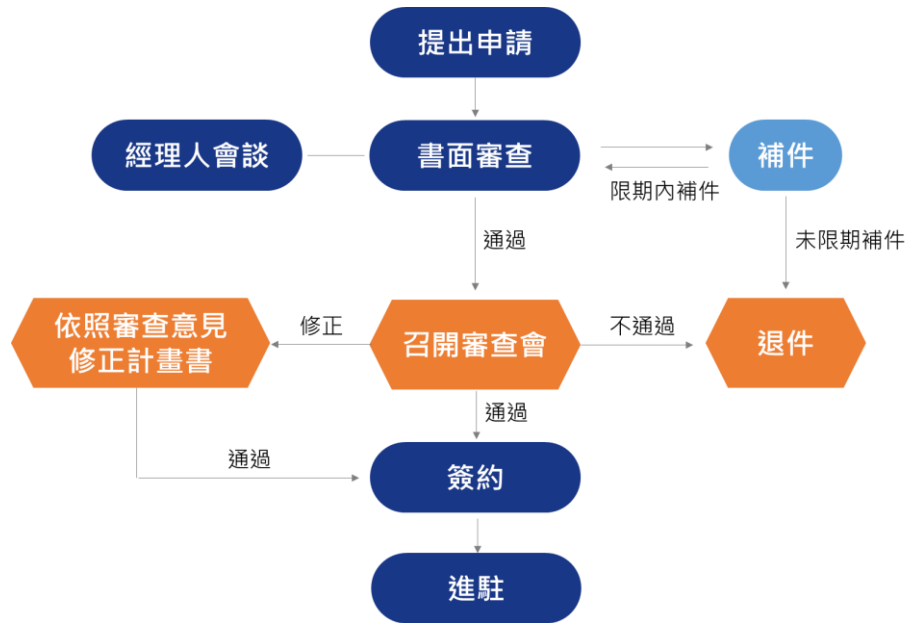 提出申請
經理人會談
書面審查
補件
限期內補件
通過
未限期補件
依照審查意見
修正計畫書
修正
召開審查會
不通過
退件
通過
通過
簽約
進駐